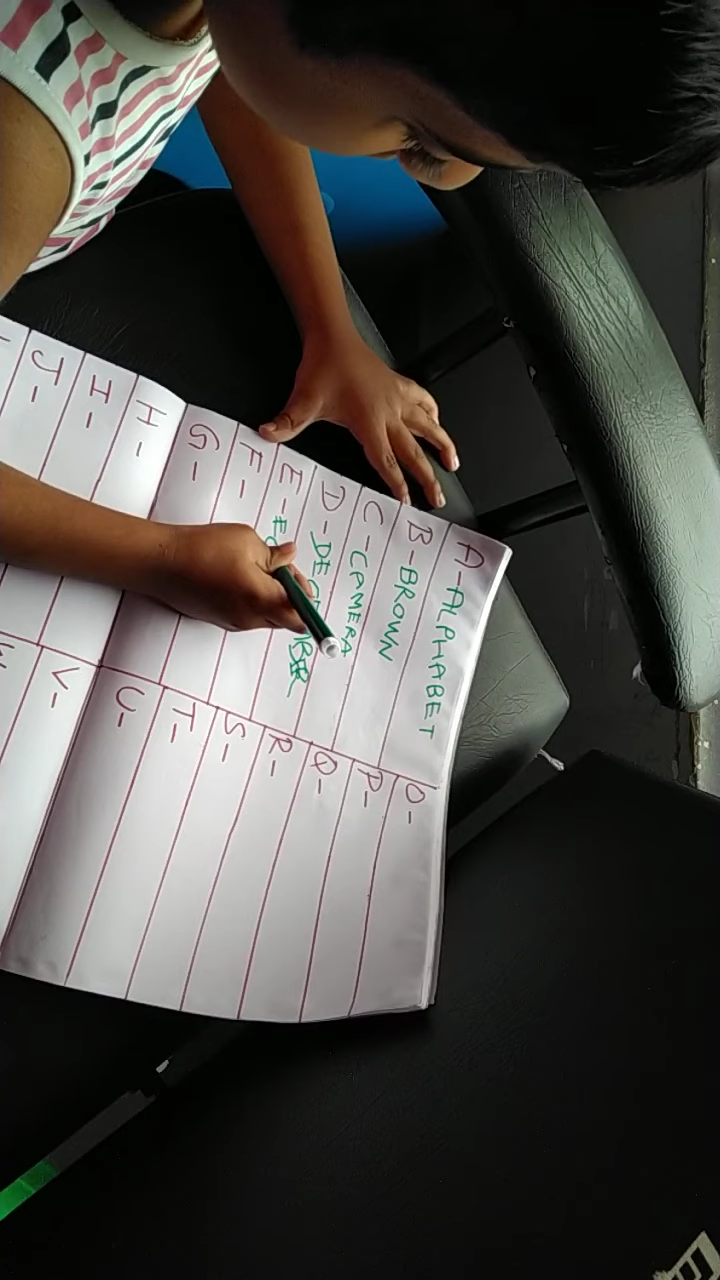 A-ALPHABET
B-BROWN
C-CAMERA
D-DECEMBER
E-
F-
G-
H-
I-
J-
O-
P-
Q-
R-
S-
T-
U-
V-
W